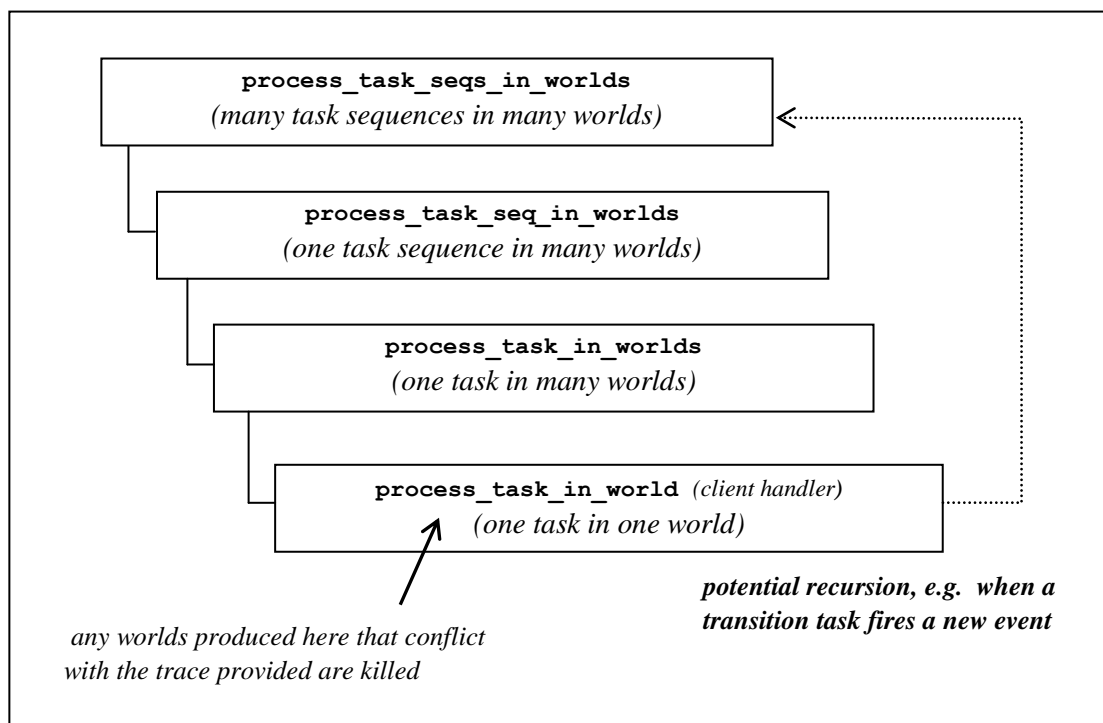 process_task_seqs_in_worlds
(many task sequences in many worlds)
process_task_seq_in_worlds
(one task sequence in many worlds)
process_task_in_worlds
(one task in many worlds)
process_task_in_world (client handler)
(one task in one world)
potential recursion, e.g. when a
transition task fires a new event
any worlds produced here that conflict
with the trace provided are killed